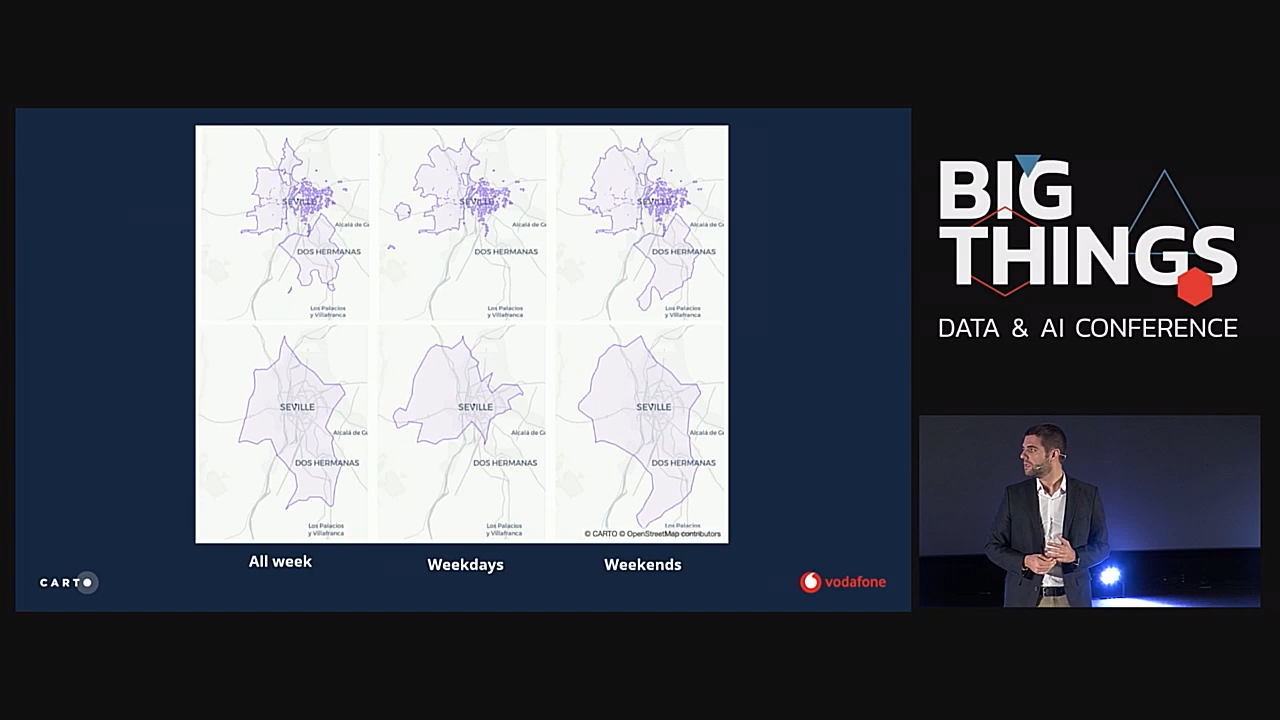 SEVILLE
Alcalá de G
DOS HERMANAS
Los Palacios
y Villafranca
SEVILLE
Alcalá de G
DOS HERMANAS
Los Palacios
y Villafranca
SEVILLE
Alcalá de G
DOS HERMANAS
Los Palacios
y Villafranca
SEVILLE
Alcalá de G
DOS HERMANAS
Los Palacios
y Villafranca
SEVILLE
Alcalá de G
DOS HERMANAS
Los Palacios
y Villafranca
SEVILLE
Alcalá de G
DOS HERMANAS
Los Palacios
© CARTO © OpenStreetMap contributors
All week
Weekdays
Weekends
CARTO
vodafone
BIG
THINGS
DATA & AI CONFERENCE